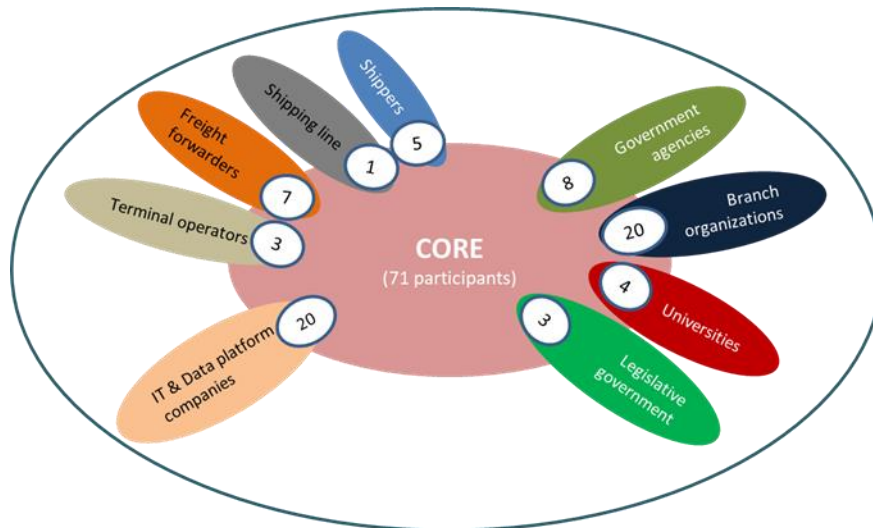 Shippers
5
Shipping line
1
Freight
forwarders
7
Terminal operators
3
IT & Data platform
companies
20
CORE
(71 participants)
Government
agencies
8
Branch
organizations
20
Universities
4
Legislative
government
3